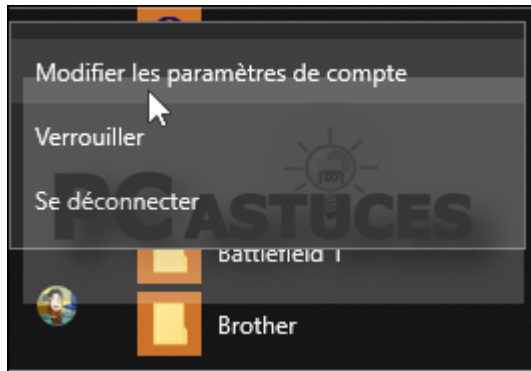 Modifier les paramètres de compte
Verrouiller
Se déconnecter
PC ASTUCES
Battlefield 1
Brother